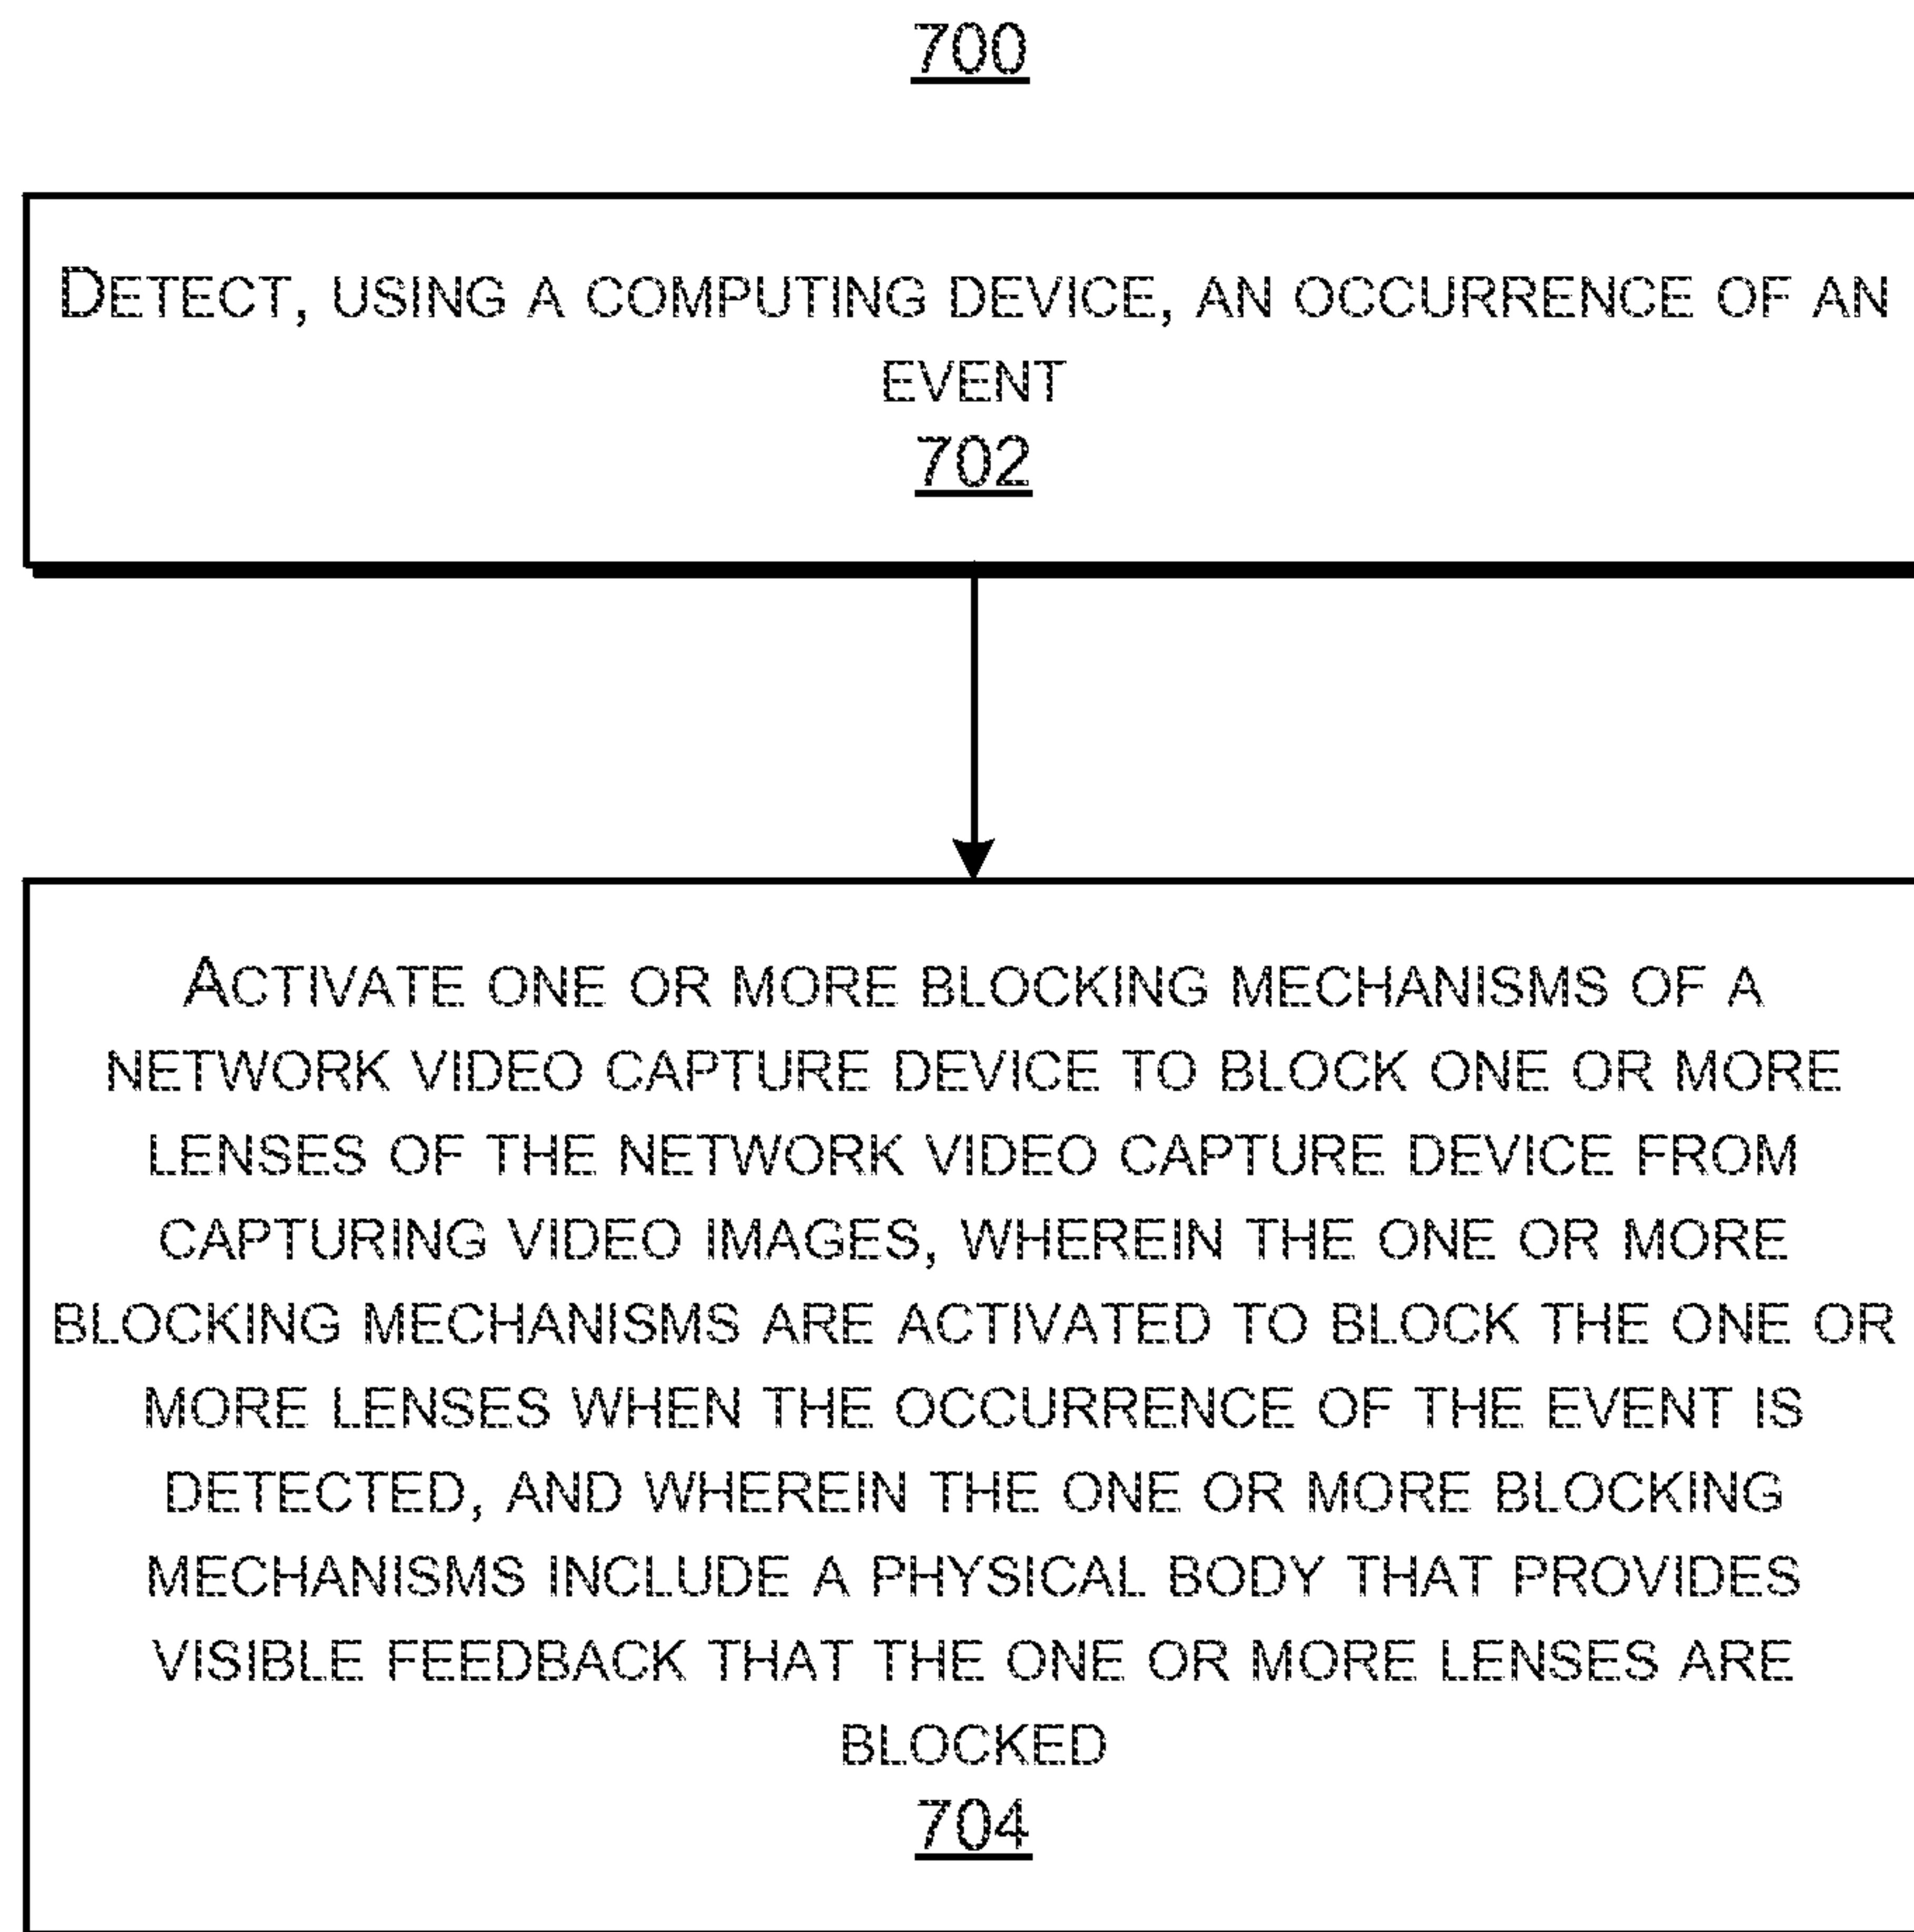 700
DETECT, USING A COMPUTING DEVICE, AN OCCURRENCE OF AN
EVENT
702
ACTIVATE ONE OR MORE BLOCKING MECHANISMS OF A
NETWORK VIDEO CAPTURE DEVICE TO BLOCK ONE OR MORE
LENSES OF THE NETWORK VIDEO CAPTURE DEVICE FROM
CAPTURING VIDEO IMAGES, WHEREIN THE ONE OR MORE
BLOCKING MECHANISMS ARE ACTIVATED TO BLOCK THE ONE OR
MORE LENSES WHEN THE OCCURRENCE OF THE EVENT IS
DETECTED, AND WHEREIN THE ONE OR MORE BLOCKING
MECHANISMS INCLUDE A PHYSICAL BODY THAT PROVIDES
VISIBLE FEEDBACK THAT THE ONE OR MORE LENSES ARE
BLOCKED
704